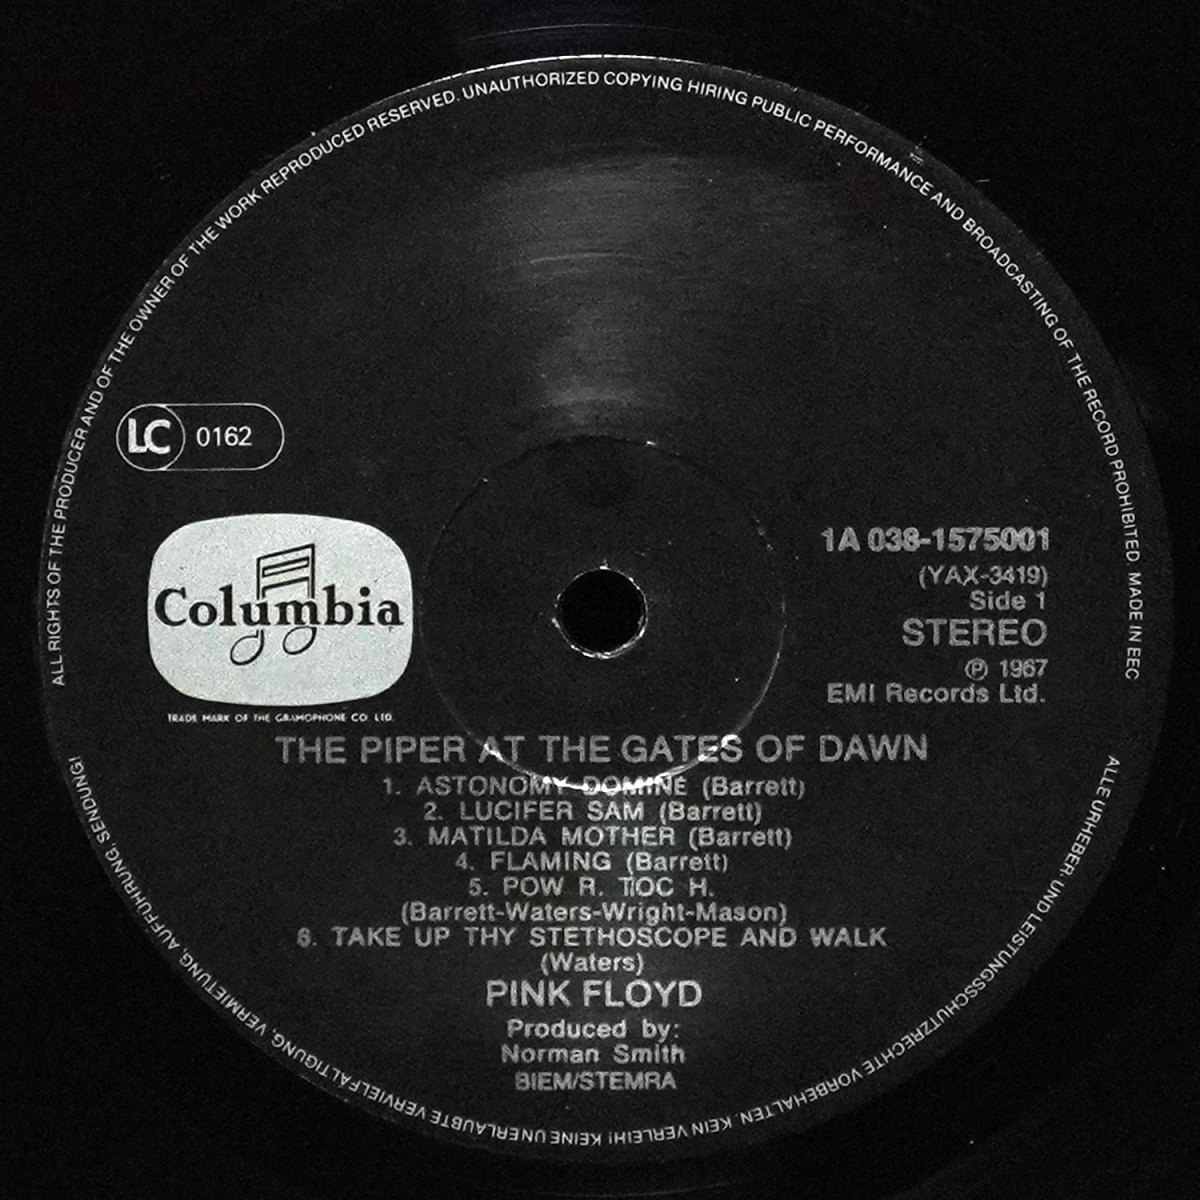 ALL RIGHTS OF THE PRODUCER AND OF THE OWNER OF THE WORK REPRODUCED RESERVED. UNAUTHORIZED COPYING HIRING PUBLIC PERFORMANCE AND BROADCASTING OF THE RECORD PROHIBITED. MADE IN EEC
LC 0162
Columbia
TRADE MARK OF THE GRAMOPHONE CO LTD.
1A 038-1575001
(YAX-3419)
Side 1
STEREO
Ⓟ 1967
EMI Records Ltd.
THE PIPER AT THE GATES OF DAWN
1. ASTONOMY DOMINÉ (Barrett)
2. LUCIFER SAM (Barrett)
3. MATILDA MOTHER (Barrett)
4. FLAMING (Barrett)
5. POW R. TOC H.
(Barrett-Waters-Wright-Mason)
6. TAKE UP THY STETHOSCOPE AND WALK
(Waters)
PINK FLOYD
Produced by:
Norman Smith
BIEM/STEMRA
ALLE URHEBER- UND LEISTUNGSSCHUTZRECHTE VORBEHALTEN. KEIN VERLEIH! KEINE UNERLAUBTE VERVIELFÄLTIGUNG, VERMIETUNG, AUFFÜHRUNG, SENDUNG!